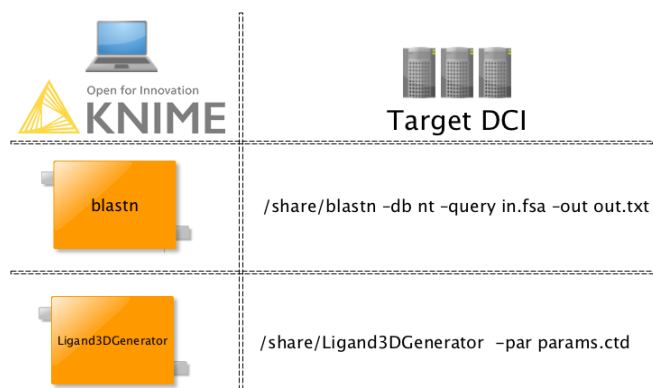 Open for Innovation
KNIME
Target DCI
blastn
/share/blastn -db nt -query in.fsa -out out.txt
Ligand3DGenerator
/share/Ligand3DGenerator -par params.ctd